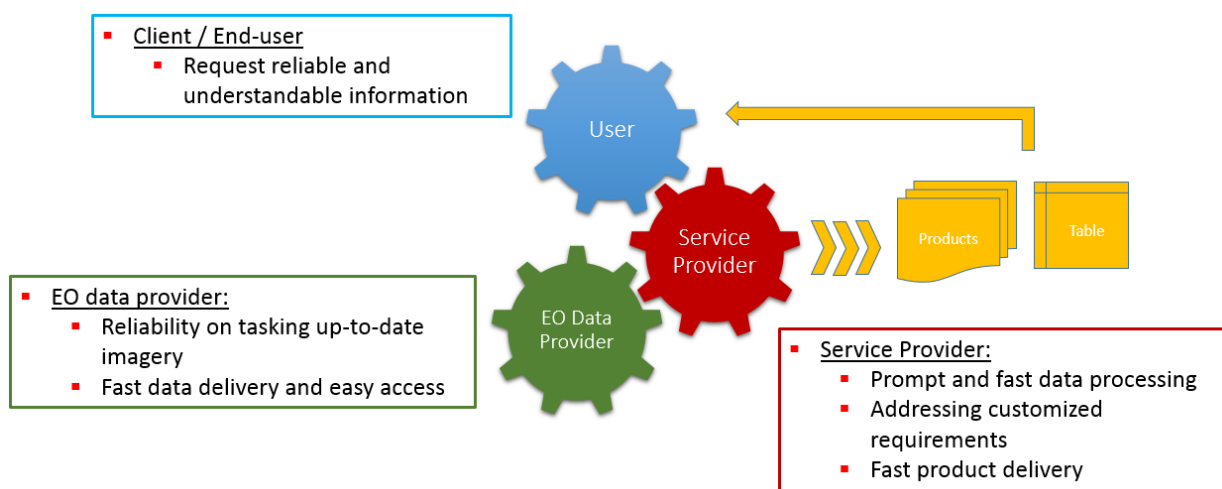 Client / End-user
Request reliable and
understandable information
User
Service
Provider
Products
Table
EO data provider:
Reliability on tasking up-to-date
imagery
Fast data delivery and easy access
EO Data
Provider
Service Provider:
Prompt and fast data processing
Addressing customized
requirements
Fast product delivery